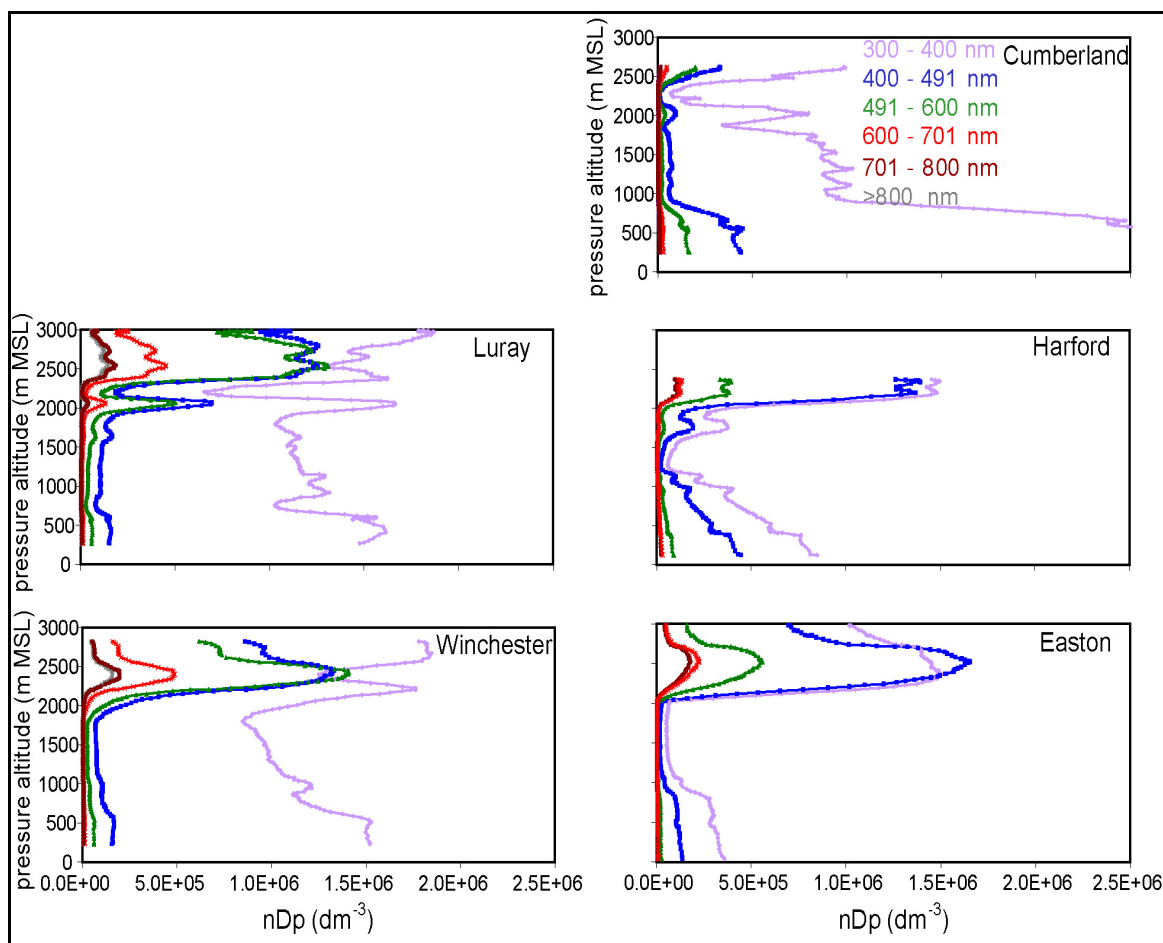 3000
2500
2000
1500
1000
500
0
pressure altitude (m MSL)
300 - 400 nm
400 - 491 nm
491 - 600 nm
600 - 701 nm
701 - 800 nm
>800 nm
Cumberland
3000
2500
2000
1500
1000
500
0
pressure altitude (m MSL)
Luray
Harford
3000
2500
2000
1500
1000
500
0
pressure altitude (m MSL)
Winchester
Easton
0.0E+00 5.0E+05 1.0E+06 1.5E+06 2.0E+06 2.5E+06
nDp (dm-3)
0.0E+00 5.0E+05 1.0E+06 1.5E+06 2.0E+06 2.5E+06
nDp (dm-3)